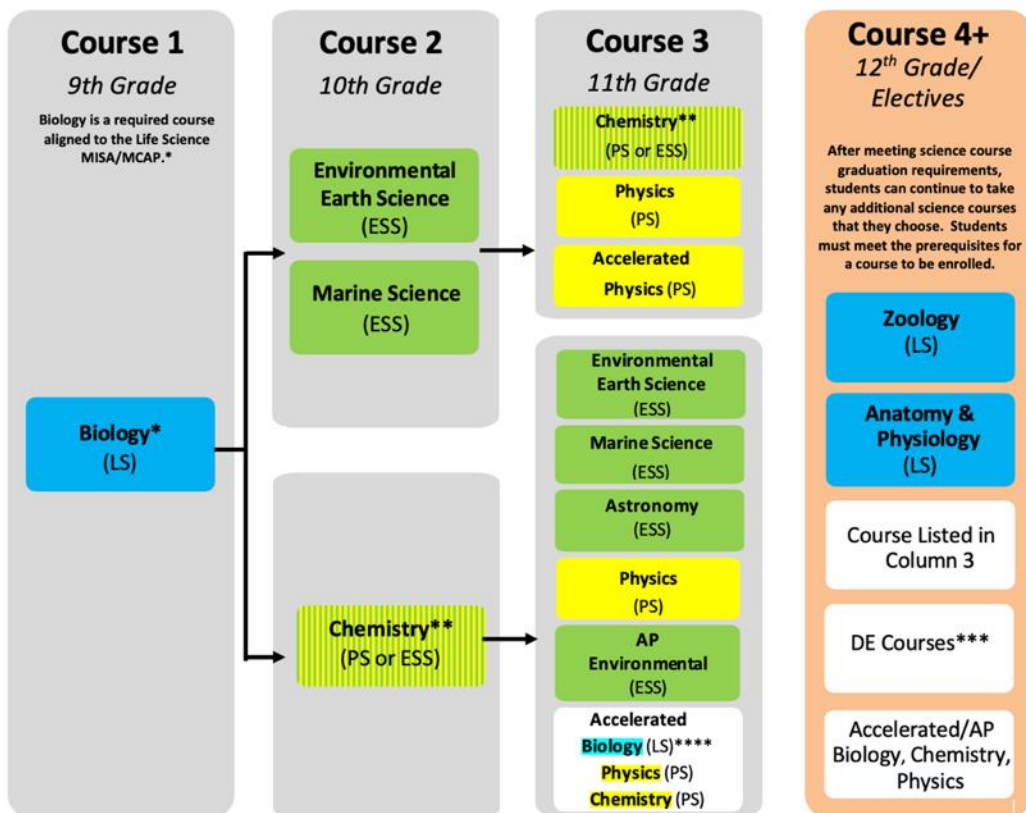 Course 1
9th Grade
Biology is a required course
aligned to the Life Science
MISA/MCAP.*
Biology*
(LS)
Course 2
10th Grade
Environmental
Earth Science
(ESS)
Marine Science
(ESS)
Chemistry**
(PS or ESS)
Course 3
11th Grade
Chemistry**
(PS or ESS)
Physics
(PS)
Accelerated
Physics (PS)
Environmental
Earth Science
(ESS)
Marine Science
(ESS)
Astronomy
(ESS)
Physics
(PS)
AP
Environmental
(ESS)
Accelerated
Biology (LS)****
Physics (PS)
Chemistry (PS)
Course 4+
12th Grade/
Electives
After meeting science course
graduation requirements,
students can continue to take
any additional science courses
that they choose. Students
must meet the prerequisites for
a course to be enrolled.
Zoology
(LS)
Anatomy &
Physiology
(LS)
Course Listed in
Column 3
DE Courses***
Accelerated/AP
Biology, Chemistry,
Physics